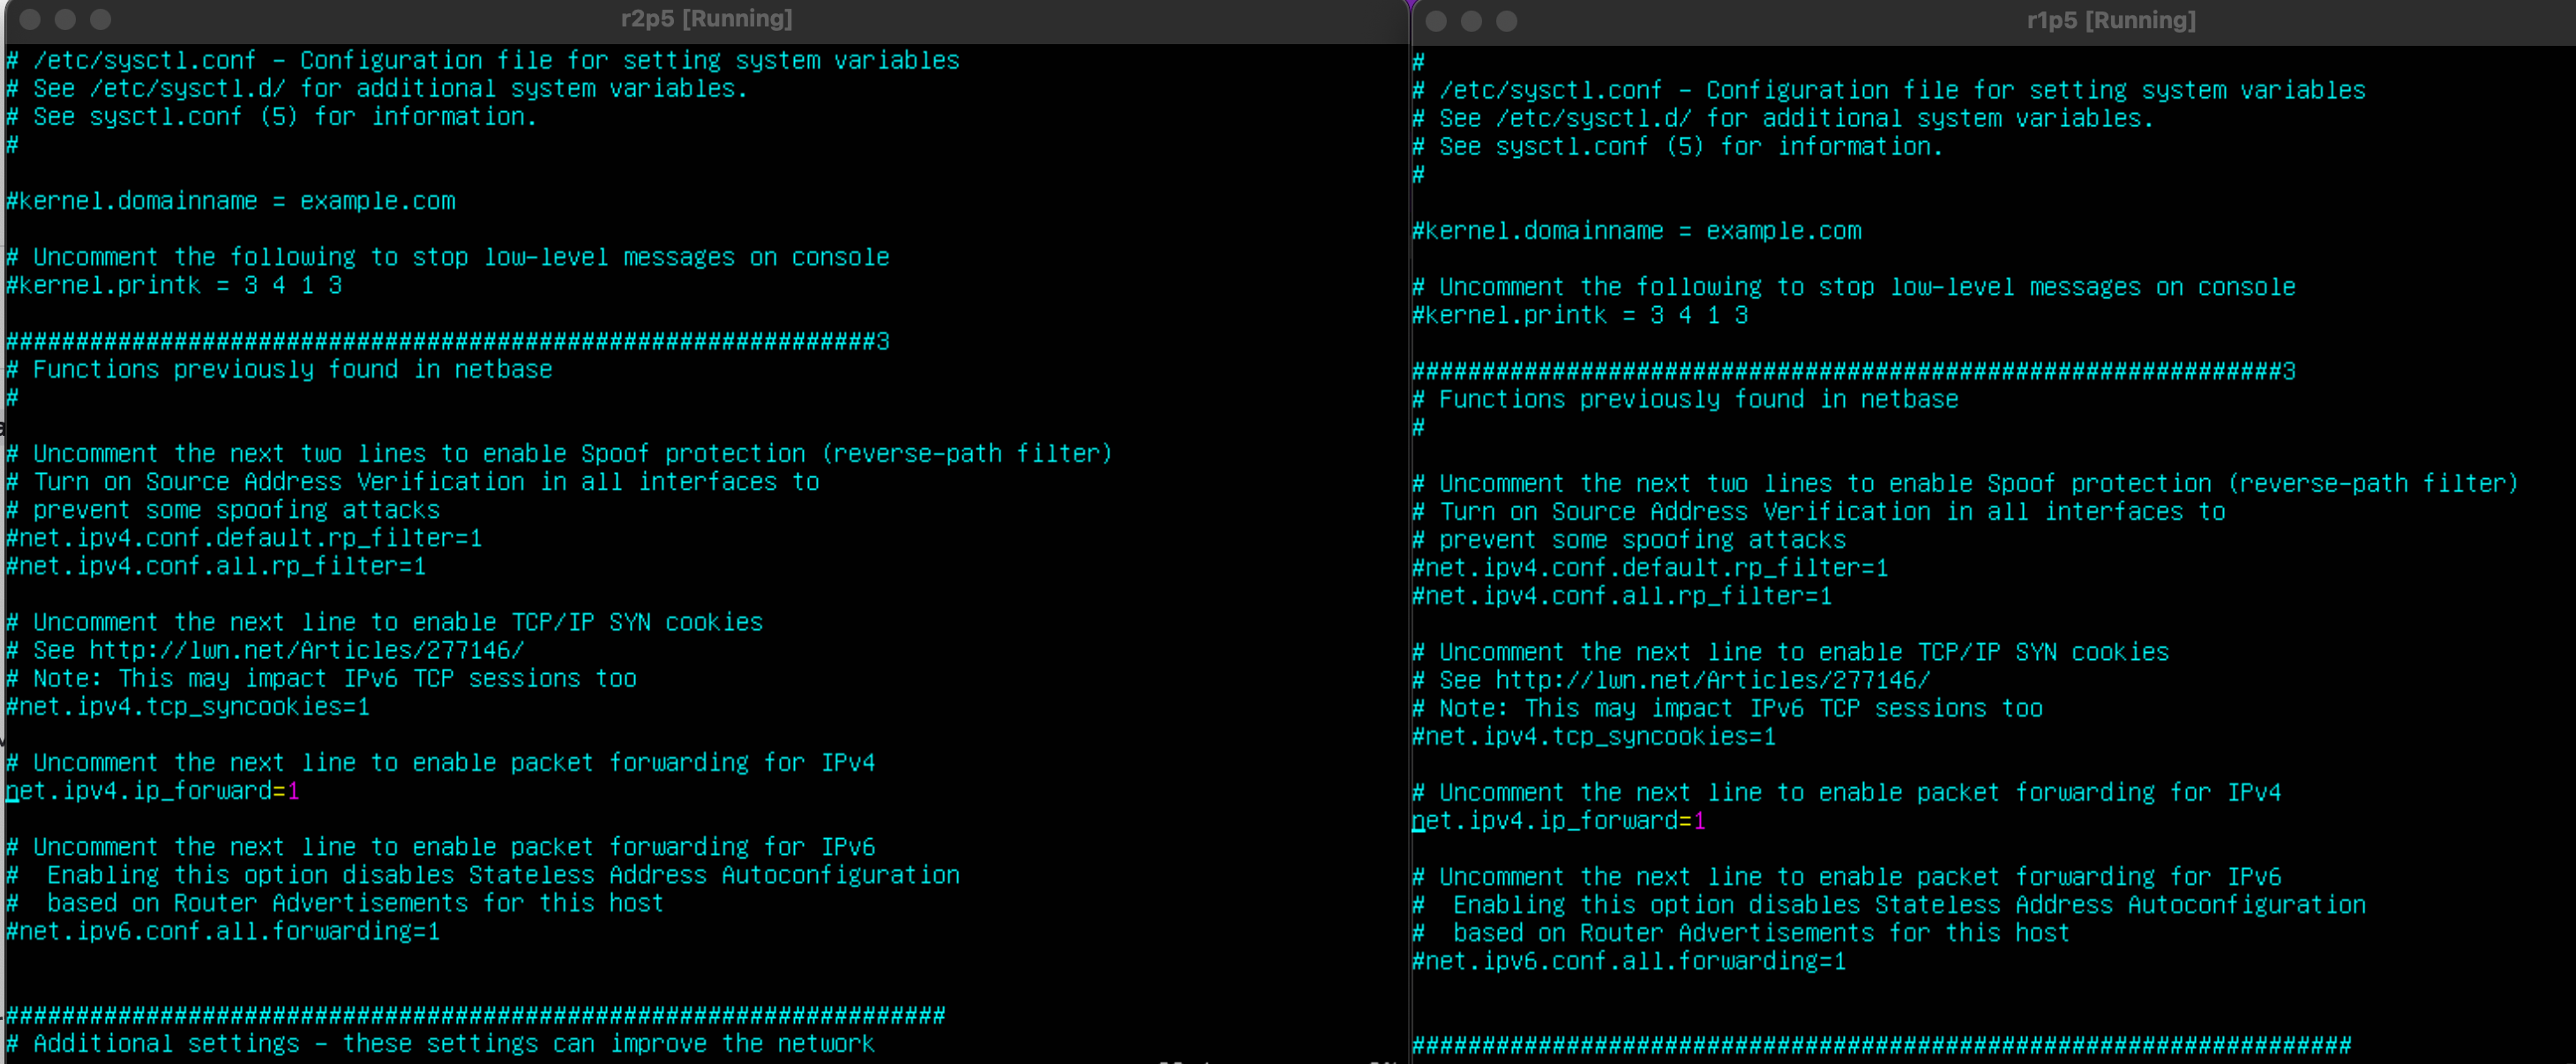 r2p5 [Running]
# /etc/sysctl.conf - Configuration file for setting system variables
# See /etc/sysctl.d/ for additional system variables.
# See sysctl.conf (5) for information.
#
#kernel.domainname = example.com
# Uncomment the following to stop low-level messages on console
#kernel.printk = 3 4 1 3
##############################################################3
# Functions previously found in netbase
#
# Uncomment the next two lines to enable Spoof protection (reverse-path filter)
# Turn on Source Address Verification in all interfaces to
# prevent some spoofing attacks
#net.ipv4.conf.default.rp_filter=1
#net.ipv4.conf.all.rp_filter=1
# Uncomment the next line to enable TCP/IP SYN cookies
# See http://lwn.net/Articles/277146/
# Note: This may impact IPv6 TCP sessions too
#net.ipv4.tcp_syncookies=1
# Uncomment the next line to enable packet forwarding for IPv4
net.ipv4.ip_forward=1
# Uncomment the next line to enable packet forwarding for IPv6
#  Enabling this option disables Stateless Address Autoconfiguration
#  based on Router Advertisements for this host
#net.ipv6.conf.all.forwarding=1
###################################################################
# Additional settings - these settings can improve the network
r1p5 [Running]
#
# /etc/sysctl.conf - Configuration file for setting system variables
# See /etc/sysctl.d/ for additional system variables.
# See sysctl.conf (5) for information.
#
#kernel.domainname = example.com
# Uncomment the following to stop low-level messages on console
#kernel.printk = 3 4 1 3
##############################################################3
# Functions previously found in netbase
#
# Uncomment the next two lines to enable Spoof protection (reverse-path filter)
# Turn on Source Address Verification in all interfaces to
# prevent some spoofing attacks
#net.ipv4.conf.default.rp_filter=1
#net.ipv4.conf.all.rp_filter=1
# Uncomment the next line to enable TCP/IP SYN cookies
# See http://lwn.net/Articles/277146/
# Note: This may impact IPv6 TCP sessions too
#net.ipv4.tcp_syncookies=1
# Uncomment the next line to enable packet forwarding for IPv4
net.ipv4.ip_forward=1
# Uncomment the next line to enable packet forwarding for IPv6
#  Enabling this option disables Stateless Address Autoconfiguration
#  based on Router Advertisements for this host
#net.ipv6.conf.all.forwarding=1
###################################################################